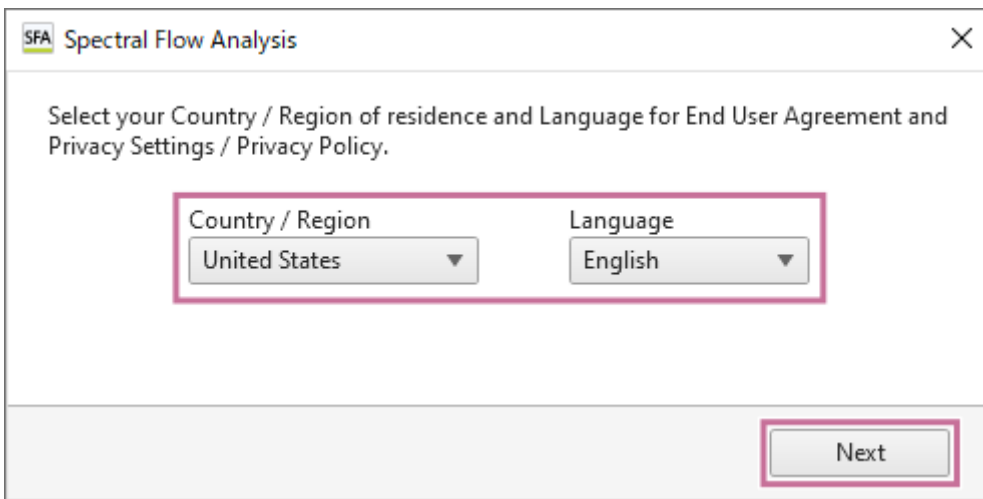 SFA Spectral Flow Analysis
Select your Country / Region of residence and Language for End User Agreement and
Privacy Settings / Privacy Policy.
Country / Region Language
United States English
Next